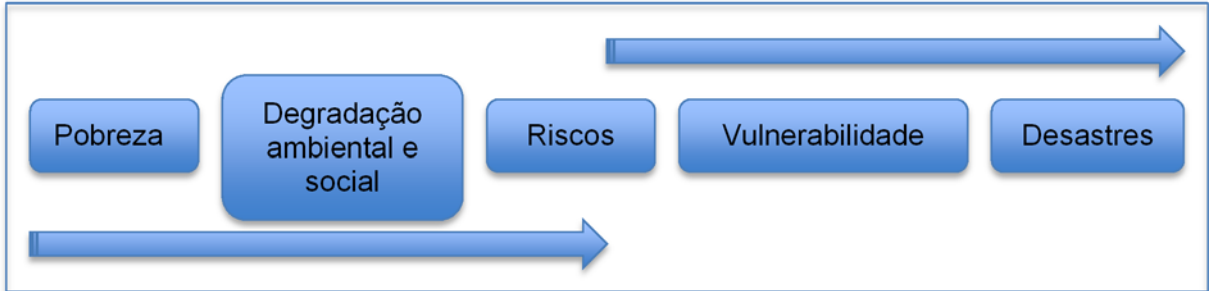 Pobreza
Degradação
ambiental e
social
Riscos
Vulnerabilidade
Desastres